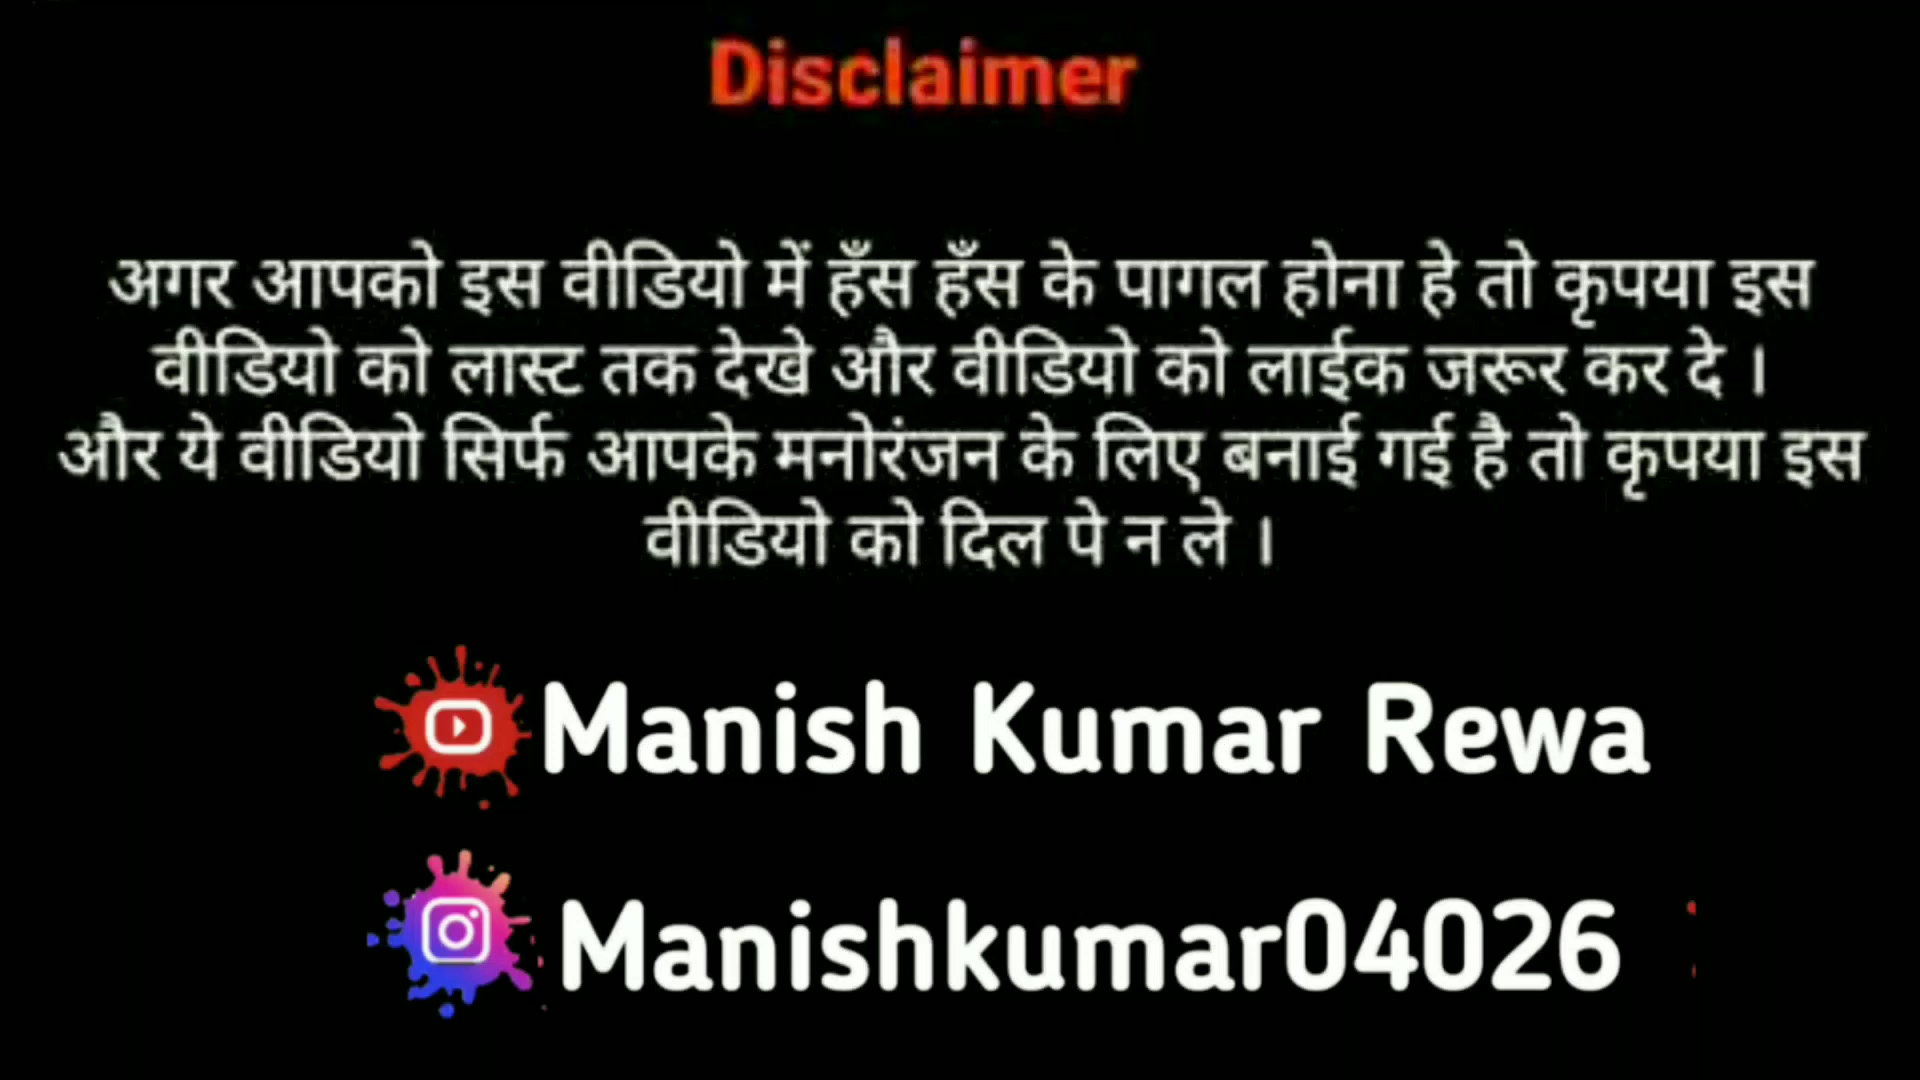 Disclaimer
अगर आपको इस वीडियो में हँस हँस के पागल होना हे तो कृपया इस
वीडियो को लास्ट तक देखे और वीडियो को लाईक जरूर कर दे ।
और ये वीडियो सिर्फ आपके मनोरंजन के लिए बनाई गई है तो कृपया इस
वीडियो को दिल पे न ले ।
Manish Kumar Rewa
Manishkumar04026